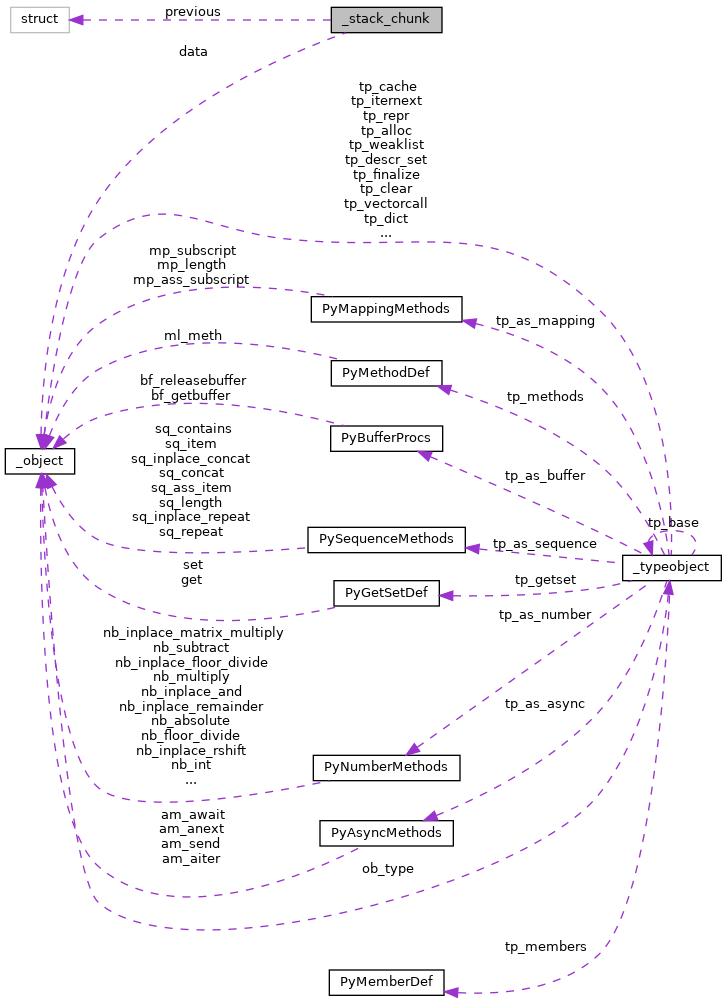 previous
struct
_stack_chunk
data
tp_cache
tp_iternext
tp_repr
tp_alloc
tp_weaklist
tp_descr_set
tp_finalize
tp_clear
tp_vectorcall
tp_dict
...
mp_subscript
mp_length
mp_ass_subscript
PyMappingMethods
tp_as_mapping
ml_meth
PyMethodDef
tp_methods
bf_releasebuffer
bf_getbuffer
PyBufferProcs
_object
tp_as_buffer
sq_contains
sq_item
sq_inplace_concat
sq_concat
sq_ass_item
sq_length
sq_inplace_repeat
sq_repeat
PySequenceMethods
tp_as_sequence
tp_base
_typeobject
set
get
PyGetSetDef
tp_getset
tp_as_number
nb_inplace_matrix_multiply
nb_subtract
nb_inplace_floor_divide
nb_multiply
nb_inplace_and
nb_inplace_remainder
nb_absolute
nb_floor_divide
nb_inplace_rshift
nb_int
...
PyNumberMethods
tp_as_async
am_await
am_anext
am_send
am_aiter
PyAsyncMethods
ob_type
tp_members
PyMemberDef